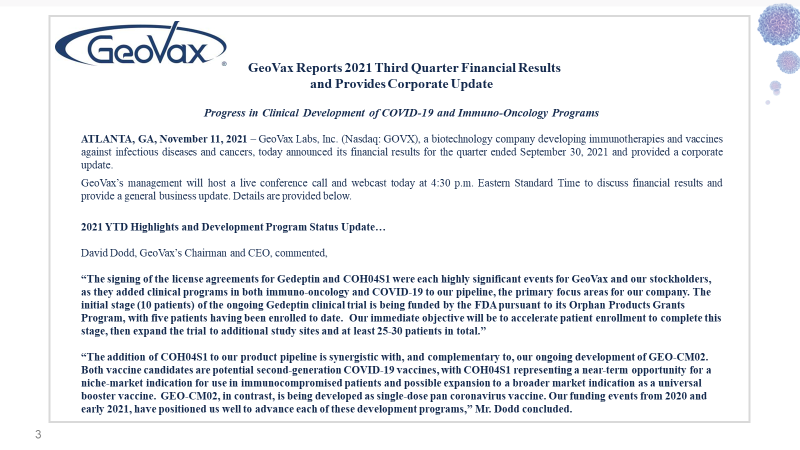 GeoVax®
GeoVax Reports 2021 Third Quarter Financial Results
and Provides Corporate Update
Progress in Clinical Development of COVID-19 and Immuno-Oncology Programs
ATLANTA, GA, November 11, 2021 – GeoVax Labs, Inc. (Nasdaq: GOVX), a biotechnology company developing immunotherapies and vaccines
against infectious diseases and cancers, today announced its financial results for the quarter ended September 30, 2021 and provided a corporate
update.
GeoVax’s management will host a live conference call and webcast today at 4:30 p.m. Eastern Standard Time to discuss financial results and
provide a general business update. Details are provided below.
2021 YTD Highlights and Development Program Status Update…
David Dodd, GeoVax’s Chairman and CEO, commented,
“The signing of the license agreements for Gedeptin and COH04S1 were each highly significant events for GeoVax and our stockholders,
as they added clinical programs in both immuno-oncology and COVID-19 to our pipeline, the primary focus areas for our company. The
initial stage (10 patients) of the ongoing Gedeptin clinical trial is being funded by the FDA pursuant to its Orphan Products Grants
Program, with five patients having been enrolled to date. Our immediate objective will be to accelerate patient enrollment to complete this
stage, then expand the trial to additional study sites and at least 25-30 patients in total.”
“The addition of COH04S1 to our product pipeline is synergistic with, and complementary to, our ongoing development of GEO-CM02.
Both vaccine candidates are potential second-generation COVID-19 vaccines, with COH04S1 representing a near-term opportunity for a
niche-market indication for use in immunocompromised patients and possible expansion to a broader market indication as a universal
booster vaccine. GEO-CM02, in contrast, is being developed as single-dose pan coronavirus vaccine. Our funding events from 2020 and
early 2021, have positioned us well to advance each of these development programs,” Mr. Dodd concluded.
3